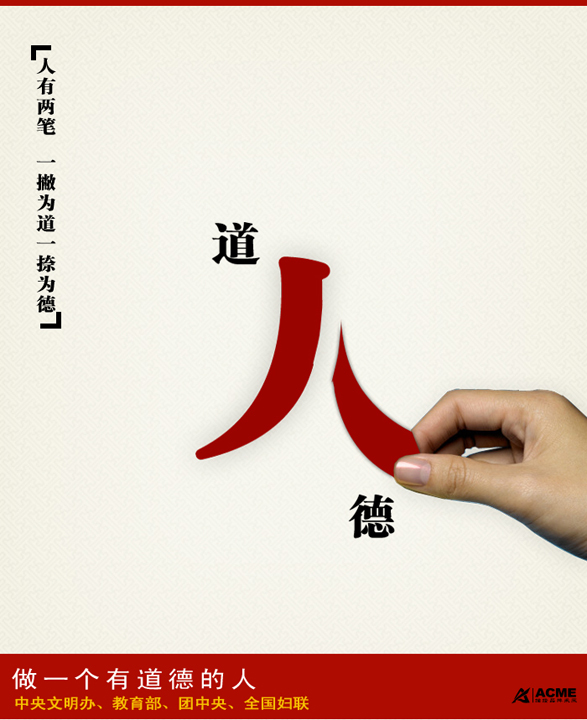 人有两笔 一撇为道一捺为德
道
人
德
做一个有道德的人
中央文明办、教育部、团中央、全国妇联
ACME